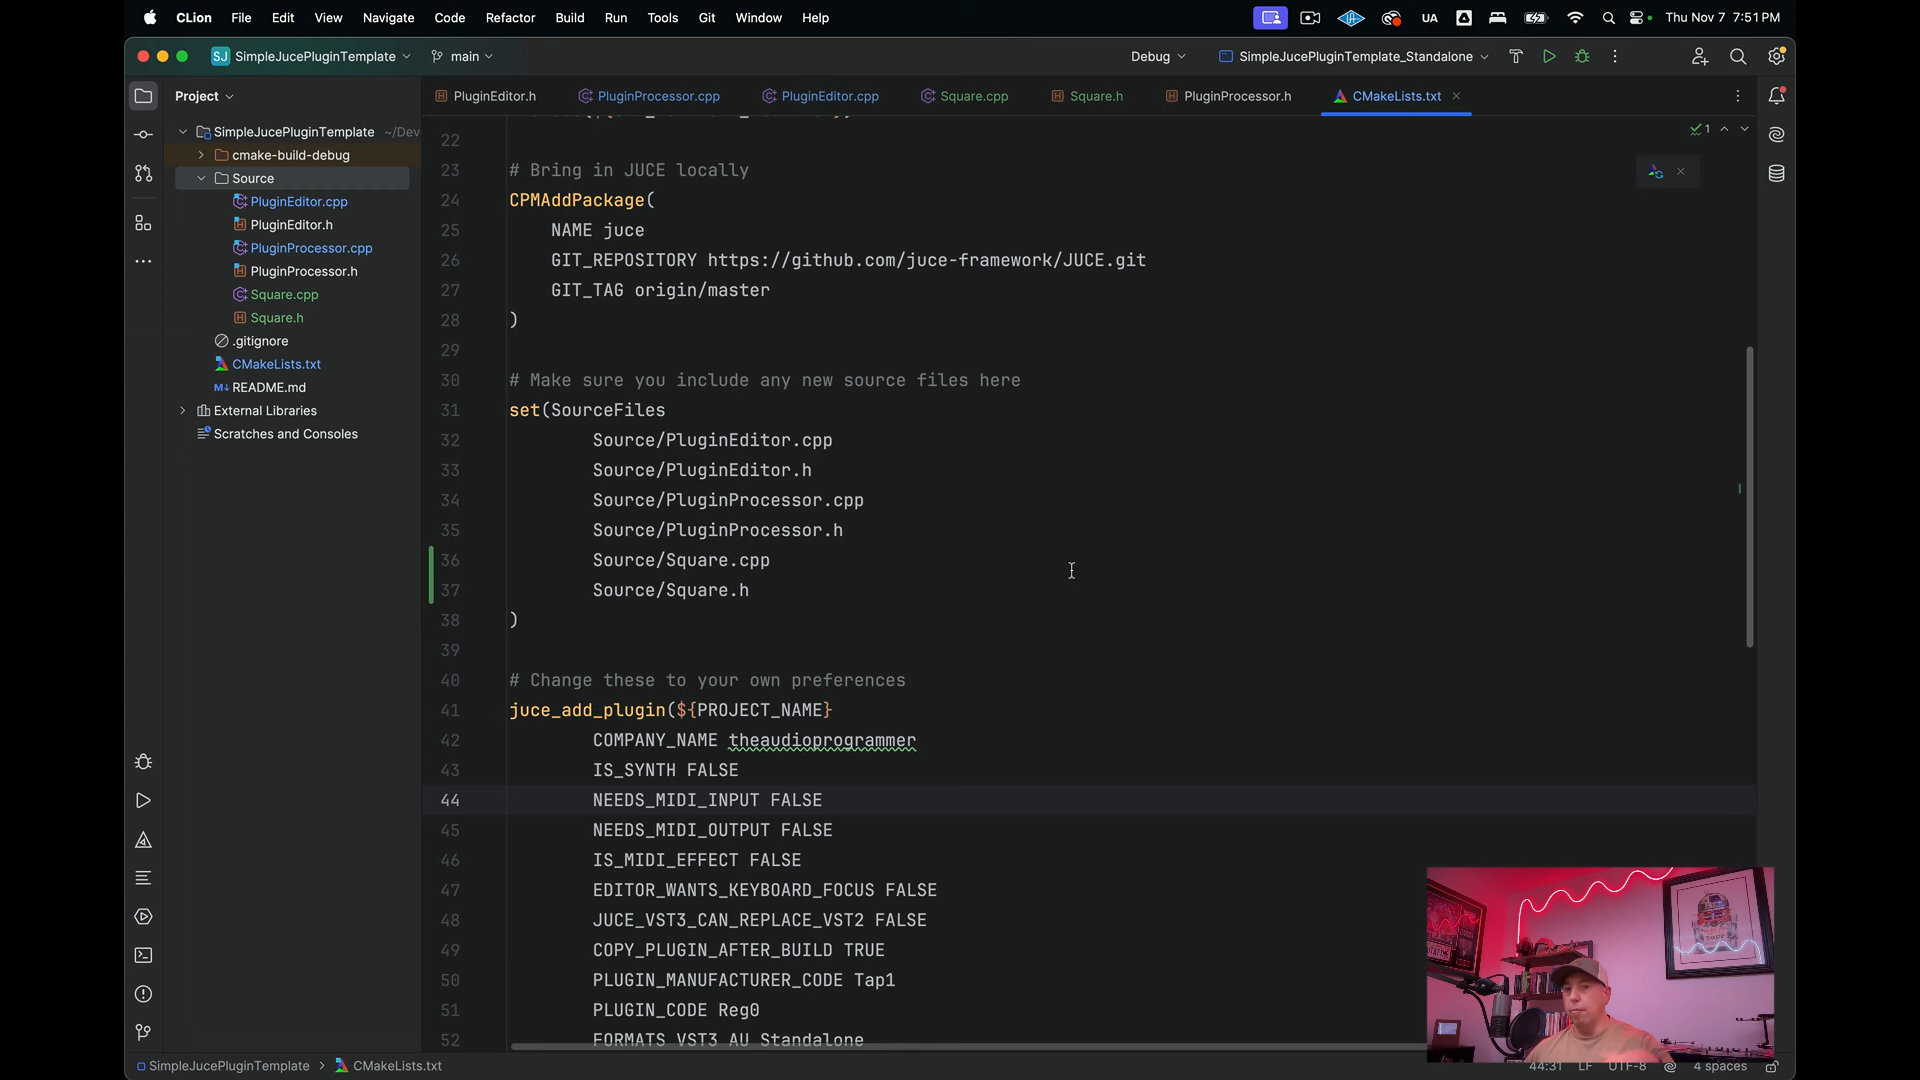 CLion File Edit View Navigate Code Refactor Build Run Tools Git Window Help
UA
Thu Nov 7 7:51 PM
SJ SimpleJucePluginTemplate main Debug SimpleJucePluginTemplate_Standalone
Project
PluginEditor.h PluginProcessor.cpp PluginEditor.cpp Square.cpp Square.h PluginProcessor.h CMakeLists.txt
SimpleJucePluginTemplate ~/Dev
cmake-build-debug
Source
PluginEditor.cpp
PluginEditor.h
PluginProcessor.cpp
PluginProcessor.h
Square.cpp
Square.h
.gitignore
CMakeLists.txt
README.md
External Libraries
Scratches and Consoles
1
22
23 # Bring in JUCE locally
24 CPMAddPackage(
25 NAME juce
26 GIT_REPOSITORY https://github.com/juce-framework/JUCE.git
27 GIT_TAG origin/master
28 )
29
30 # Make sure you include any new source files here
31 set(SourceFiles
32 Source/PluginEditor.cpp
33 Source/PluginEditor.h
34 Source/PluginProcessor.cpp
35 Source/PluginProcessor.h
36 Source/Square.cpp
37 Source/Square.h
38 )
39
40 # Change these to your own preferences
41 juce_add_plugin(${PROJECT_NAME}
42 COMPANY_NAME theaudioprogrammer
43 IS_SYNTH FALSE
44 NEEDS_MIDI_INPUT FALSE
45 NEEDS_MIDI_OUTPUT FALSE
46 IS_MIDI_EFFECT FALSE
47 EDITOR_WANTS_KEYBOARD_FOCUS FALSE
48 JUCE_VST3_CAN_REPLACE_VST2 FALSE
49 COPY_PLUGIN_AFTER_BUILD TRUE
50 PLUGIN_MANUFACTURER_CODE Tap1
51 PLUGIN_CODE Reg0
52 FORMATS VST3 AU Standalone
SimpleJucePluginTemplate > CMakeLists.txt
44:31 LF UTF-8 4 spaces